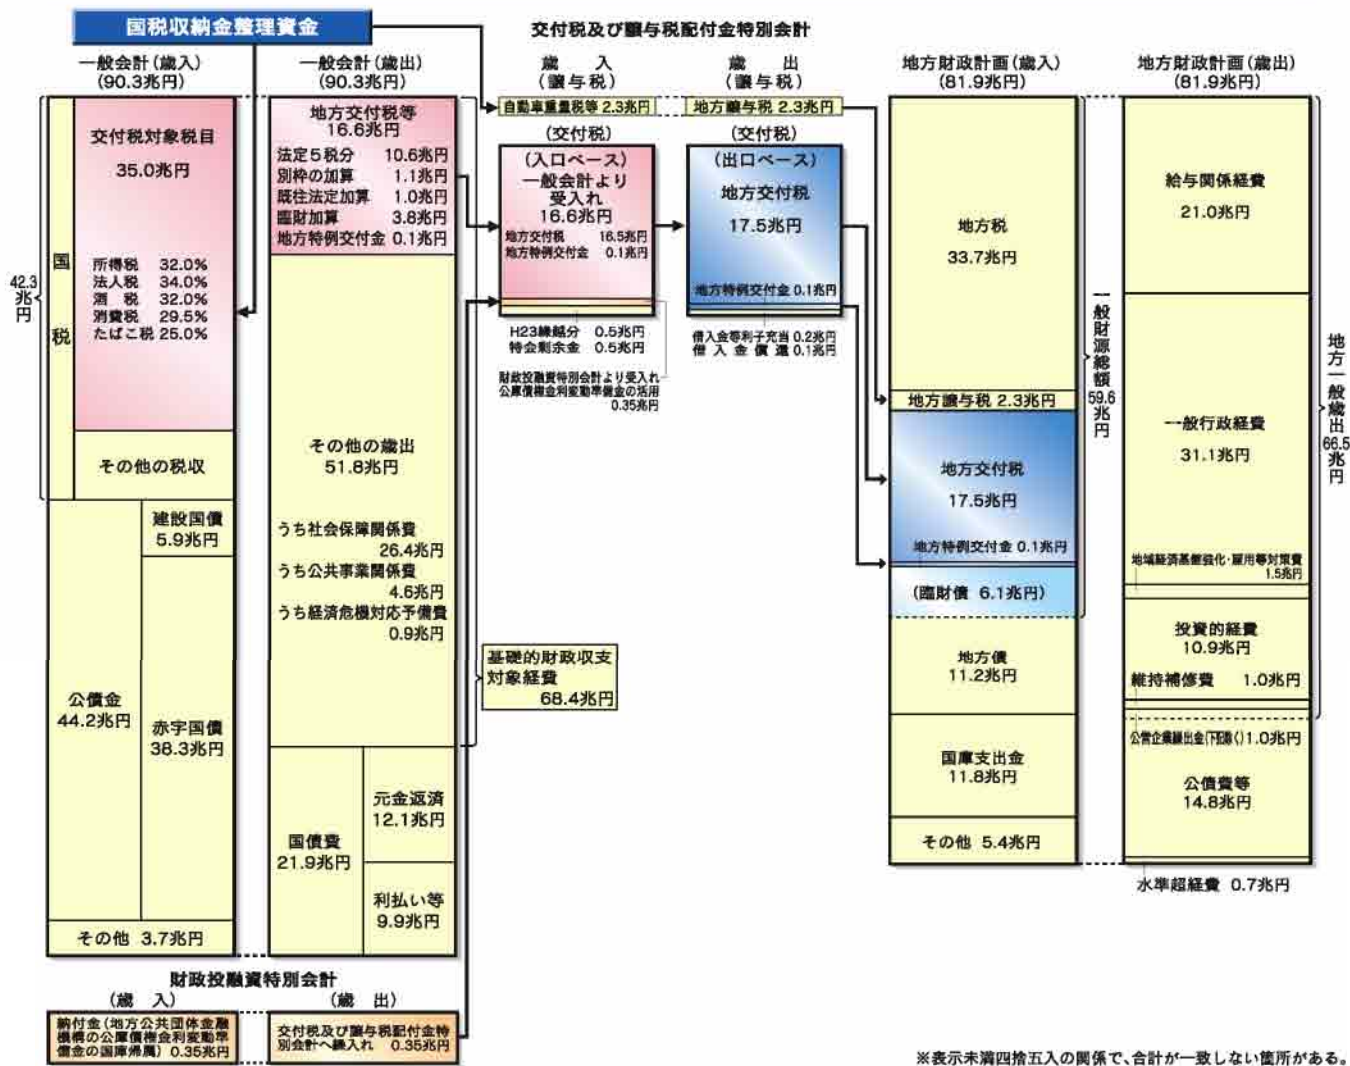 国税収納金整理資金
交付税及び譲与税配付金特別会計
一般会計(歳入)
(90.3兆円)
国税
42.3兆円
交付税対象税目
35.0兆円
所得税 32.0%
法人税 34.0%
酒 税 32.0%
消費税 29.5%
たばこ税 25.0%
その他の税収
公債金
44.2兆円
建設国債
5.9兆円
赤字国債
38.3兆円
その他 3.7兆円
一般会計(歳出)
(90.3兆円)
地方交付税等
16.6兆円
法定5税分 10.6兆円
別枠の加算 1.1兆円
既往法定加算 1.0兆円
臨財加算 3.8兆円
地方特例交付金 0.1兆円
その他の歳出
51.8兆円
うち社会保障関係費
26.4兆円
うち公共事業関係費
4.6兆円
うち経済危機対応予備費
0.9兆円
基礎的財政収支
対象経費
68.4兆円
国債費
21.9兆円
元金返済
12.1兆円
利払い等
9.9兆円
歳 入
(譲与税)
自動車重量税等 2.3兆円
(交付税)
(入口ベース)
一般会計より
受入れ
16.6兆円
地方交付税 16.5兆円
地方特例交付金 0.1兆円
H23繰越分 0.5兆円
特会剰余金 0.5兆円
財政投融資特別会計より受入れ
公庫債権金利変動準備金の活用
0.35兆円
歳 出
(譲与税)
地方譲与税 2.3兆円
(交付税)
(出口ベース)
地方交付税
17.5兆円
地方特例交付金 0.1兆円
借入金等利子充当 0.2兆円
借 入 金 償 還 0.1兆円
地方財政計画(歳入)
(81.9兆円)
地方税
33.7兆円
地方譲与税 2.3兆円
地方交付税
17.5兆円
地方特例交付金 0.1兆円
(臨財債 6.1兆円)
地方債
11.2兆円
国庫支出金
11.8兆円
その他 5.4兆円
一般財源総額
59.6兆円
地方財政計画(歳出)
(81.9兆円)
給与関係経費
21.0兆円
一般行政経費
31.1兆円
地域経済基盤強化・雇用等対策費
1.5兆円
投資的経費
10.9兆円
維持補修費 1.0兆円
公営企業繰出金(下記除く)1.0兆円
公債費等
14.8兆円
水準超経費 0.7兆円
地方一般歳出
66.5兆円
財政投融資特別会計
(歳 入)
納付金(地方公共団体金融
機構の公庫債権金利変動準
備金の国庫帰属) 0.35兆円
(歳 出)
交付税及び譲与税配付金特
別会計へ繰入れ 0.35兆円
※表示未満四捨五入の関係で、合計が一致しない箇所がある。